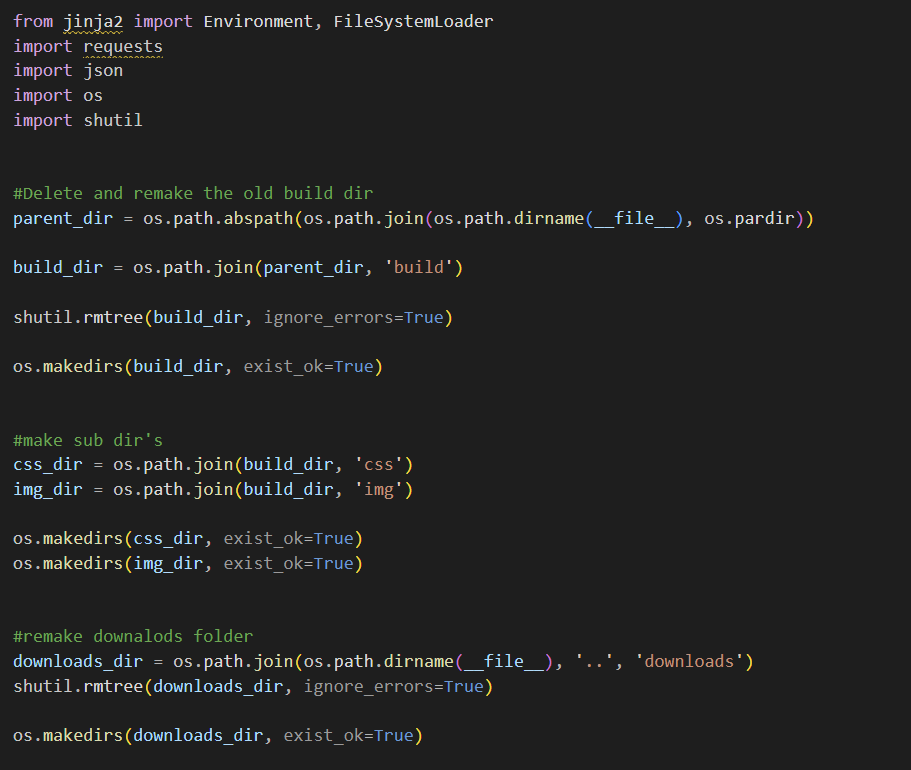 from jinja2 import Environment, FileSystemLoader
import requests
import json
import os
import shutil
#Delete and remake the old build dir
parent_dir = os.path.abspath(os.path.join(os.path.dirname(__file__), os.pardir))
build_dir = os.path.join(parent_dir, 'build')
shutil.rmtree(build_dir, ignore_errors=True)
os.makedirs(build_dir, exist_ok=True)
#make sub dir's
css_dir = os.path.join(build_dir, 'css')
img_dir = os.path.join(build_dir, 'img')
os.makedirs(css_dir, exist_ok=True)
os.makedirs(img_dir, exist_ok=True)
#remake downalods folder
downloads_dir = os.path.join(os.path.dirname(__file__), '..', 'downloads')
shutil.rmtree(downloads_dir, ignore_errors=True)
os.makedirs(downloads_dir, exist_ok=True)